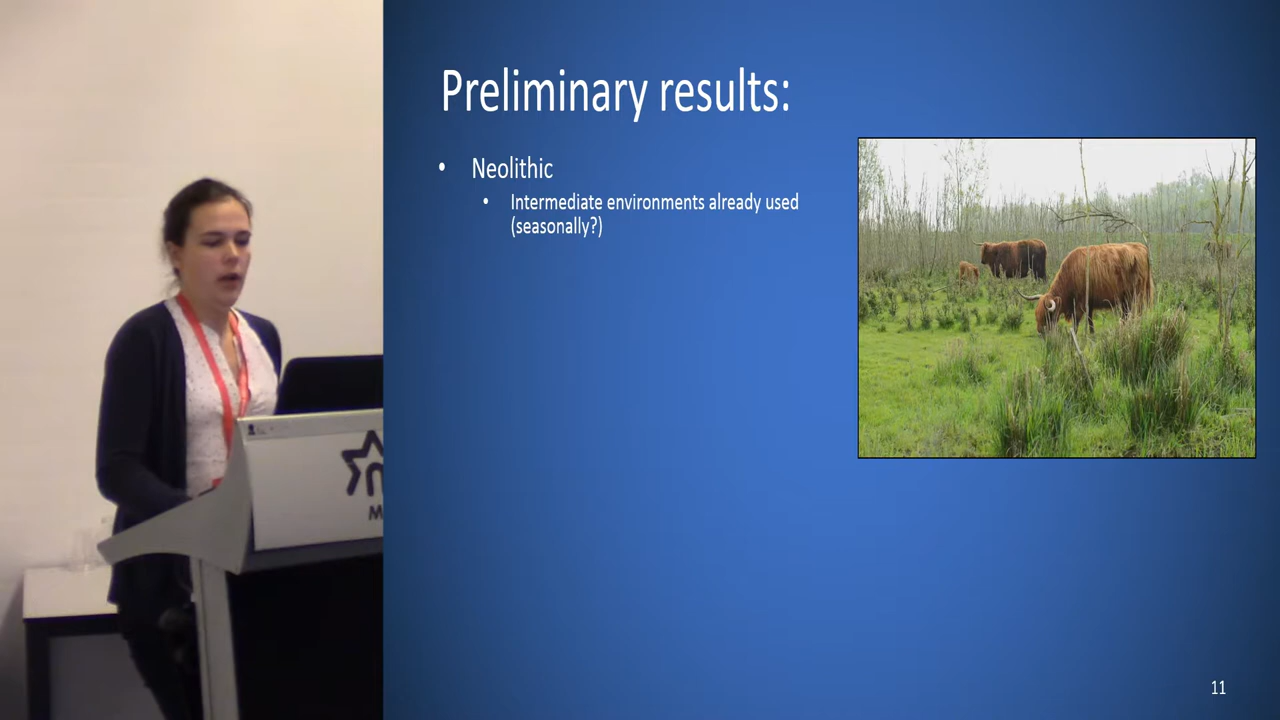 Preliminary results:
• Neolithic
• Intermediate environments already used
(seasonally?)
11